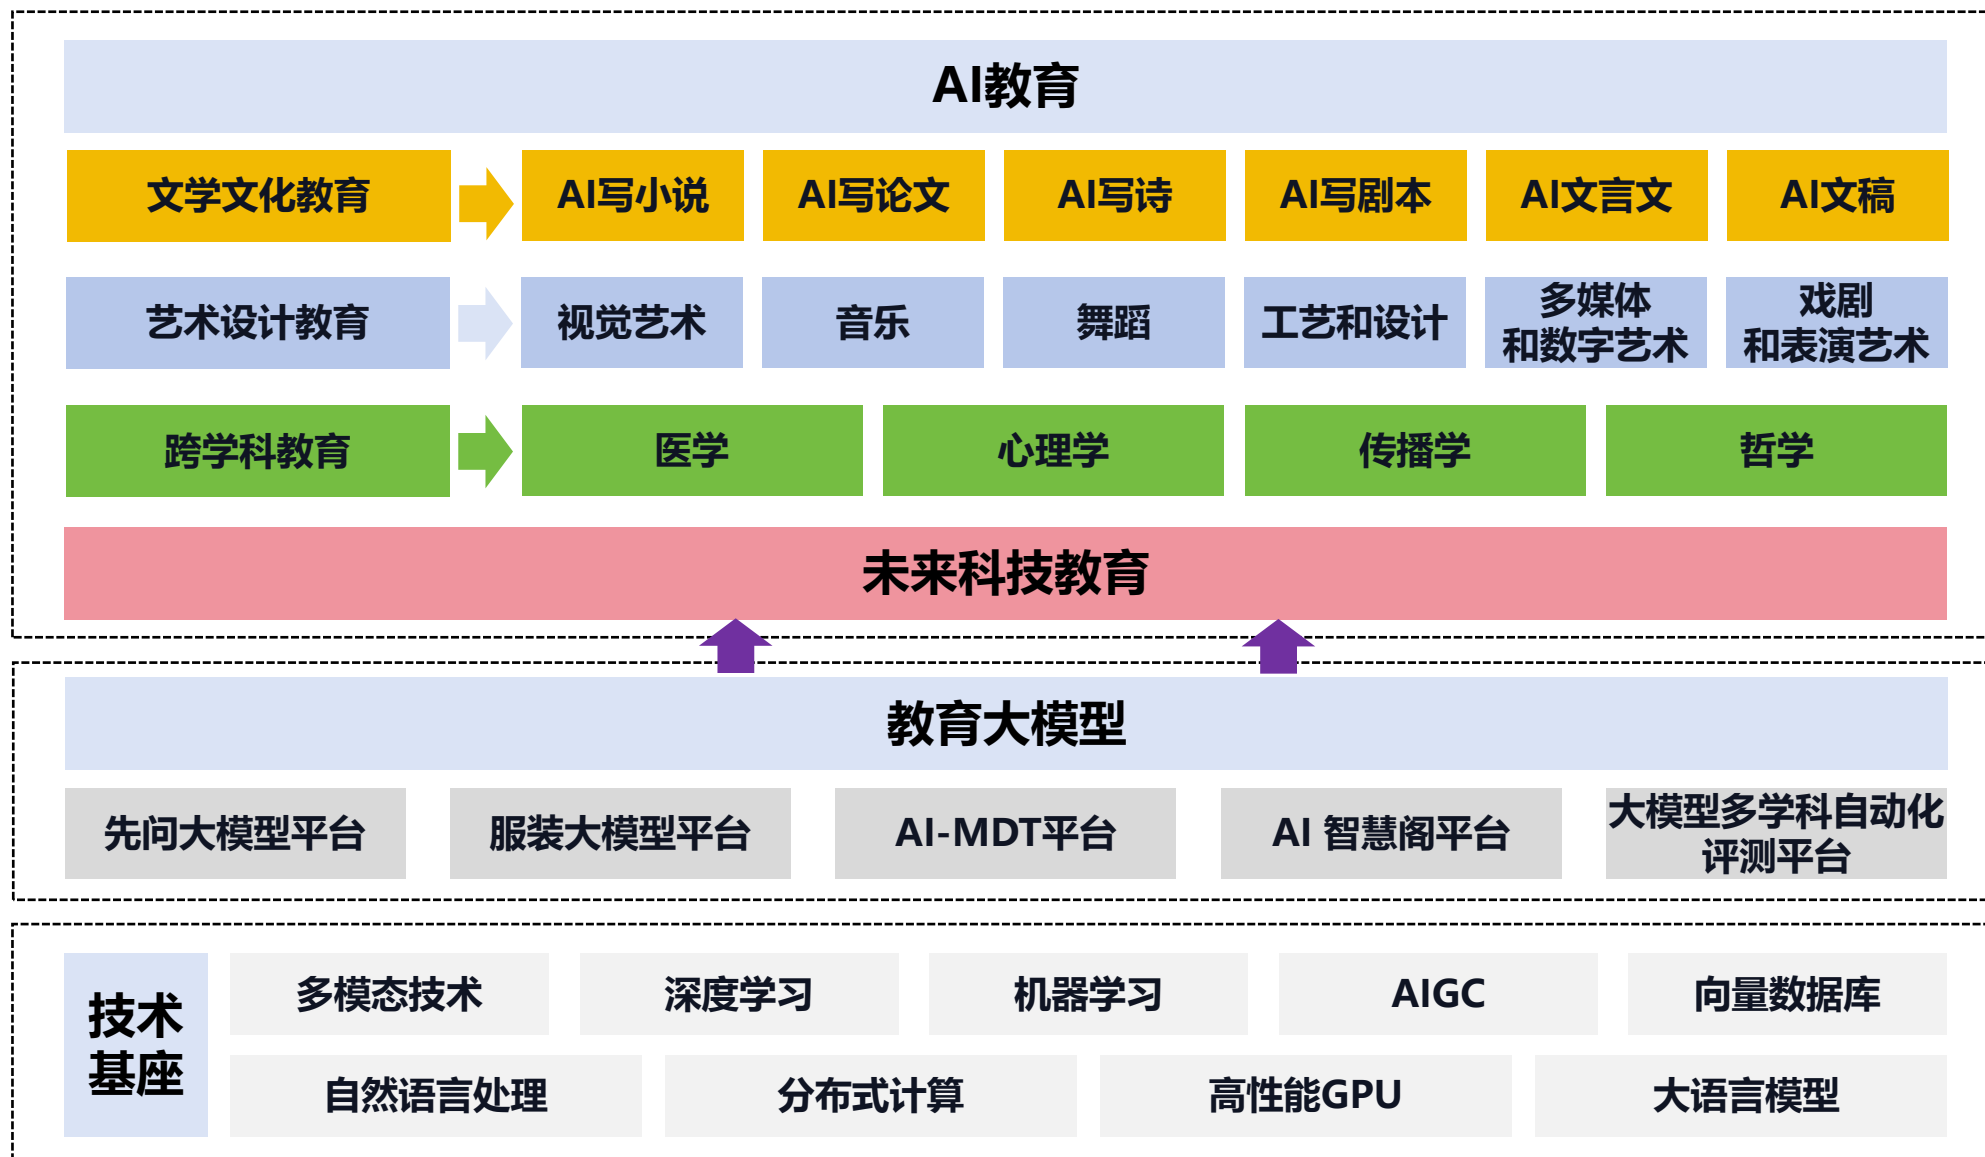 AI教育
文学文化教育
AI写小说
AI写论文
AI写诗
AI写剧本
AI文言文
AI文稿
艺术设计教育
视觉艺术
音乐
舞蹈
工艺和设计
多媒体
和数字艺术
戏剧
和表演艺术
跨学科教育
医学
心理学
传播学
哲学
未来科技教育
教育大模型
先问大模型平台
服装大模型平台
AI-MDT平台
AI 智慧阁平台
大模型多学科自动化
评测平台
技术
基座
多模态技术
深度学习
机器学习
AIGC
向量数据库
自然语言处理
分布式计算
高性能GPU
大语言模型